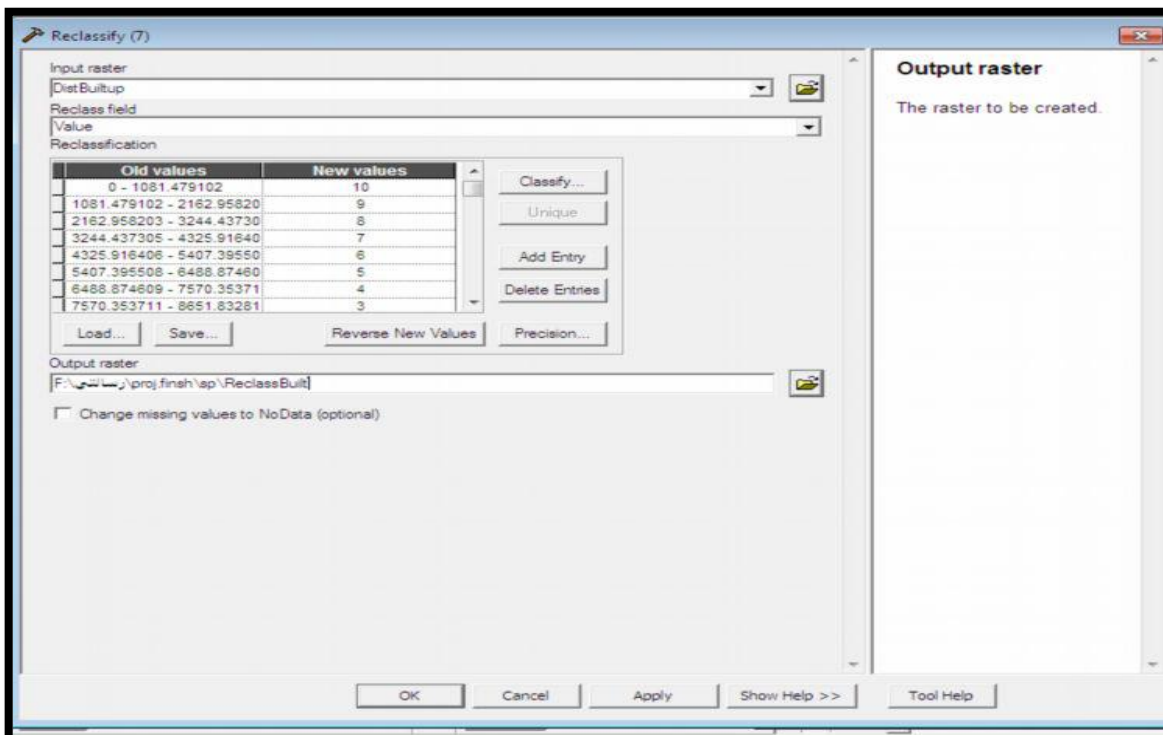 Reclassify (7)
Input raster
DistBuiltup
Reclass field
Value
Reclassification
Old values New values
0 - 1081.479102 10
1081.479102 - 2162.95820 9
2162.958203 - 3244.43730 8
3244.437305 - 4325.91640 7
4325.916406 - 5407.39550 6
5407.395508 - 6488.87460 5
6488.874609 - 7570.35371 4
7570.353711 - 8651.83281 3
Classify...
Unique
Add Entry
Delete Entries
Load... Save... Reverse New Values Precision...
Output raster
F:\رسالتي\proj.finsh\sp\ReclassBuilt
Change missing values to NoData (optional)
OK Cancel Apply Show Help >> Tool Help
Output raster
The raster to be created.